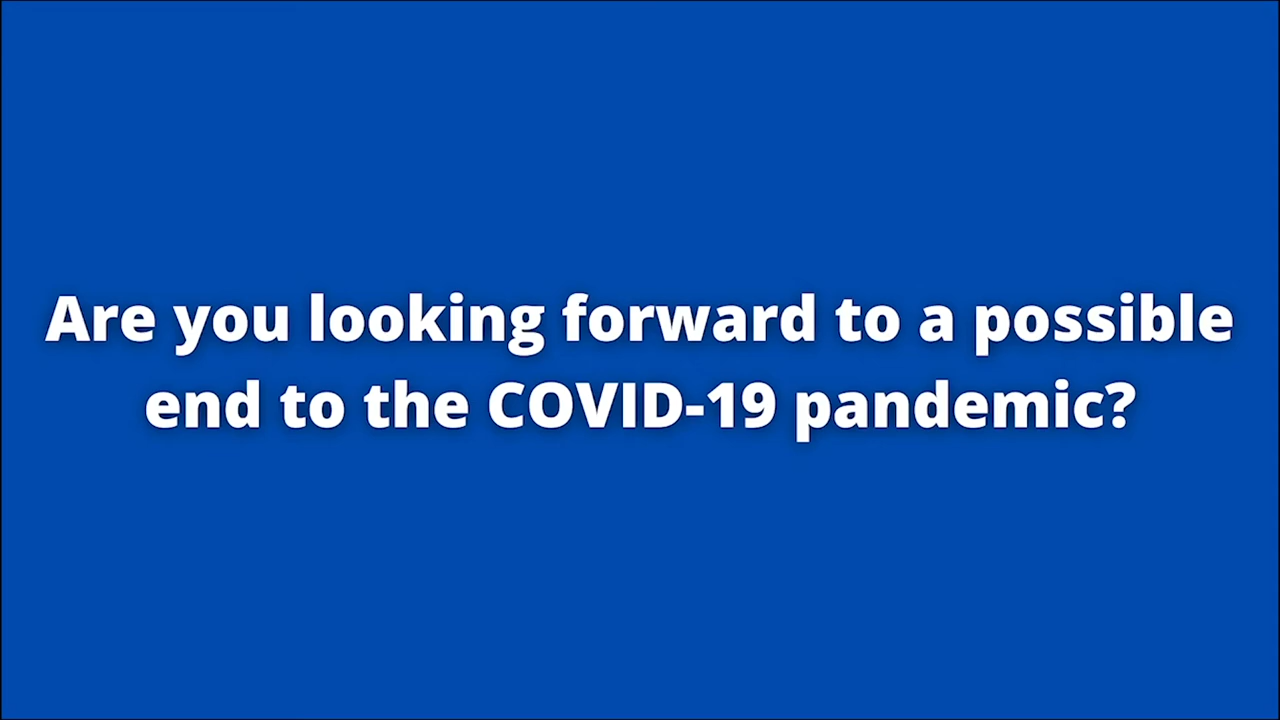 Are you looking forward to a possible
end to the COVID-19 pandemic?